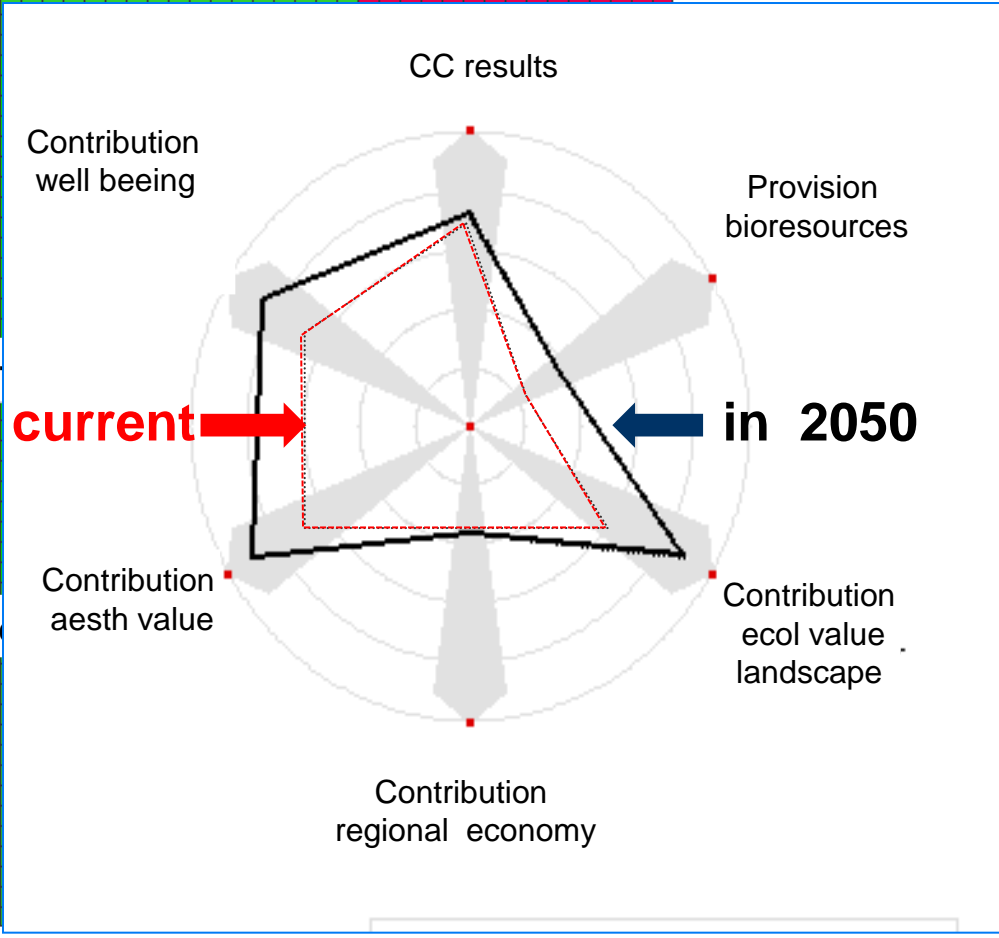 CC results
Contribution
well beeing
Provision
bioresources
current
in 2050
Contribution
aesth value
Contribution
ecol value
landscape
Contribution
regional economy